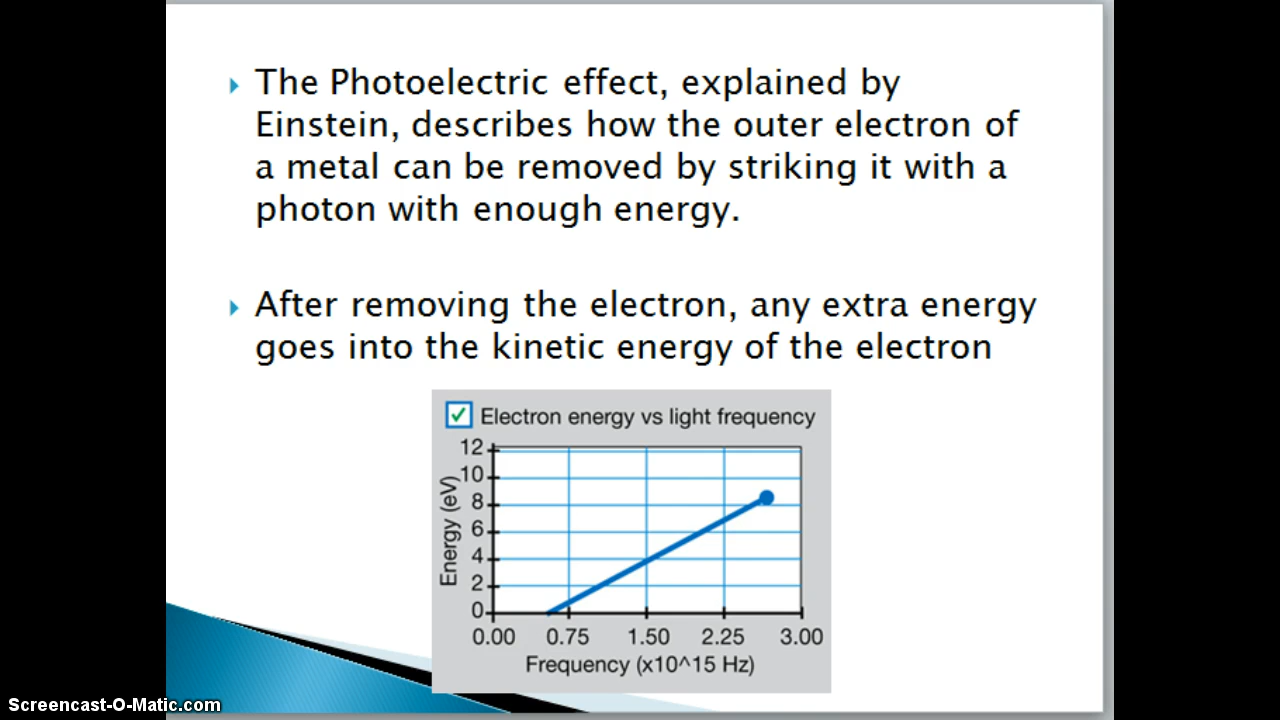 The Photoelectric effect, explained by
Einstein, describes how the outer electron of
a metal can be removed by striking it with a
photon with enough energy.
After removing the electron, any extra energy
goes into the kinetic energy of the electron
Electron energy vs light frequency
Energy (eV)
12
10
8
6
4
2
0
0.00 0.75 1.50 2.25 3.00
Frequency (x10^15 Hz)
Screencast-O-Matic.com